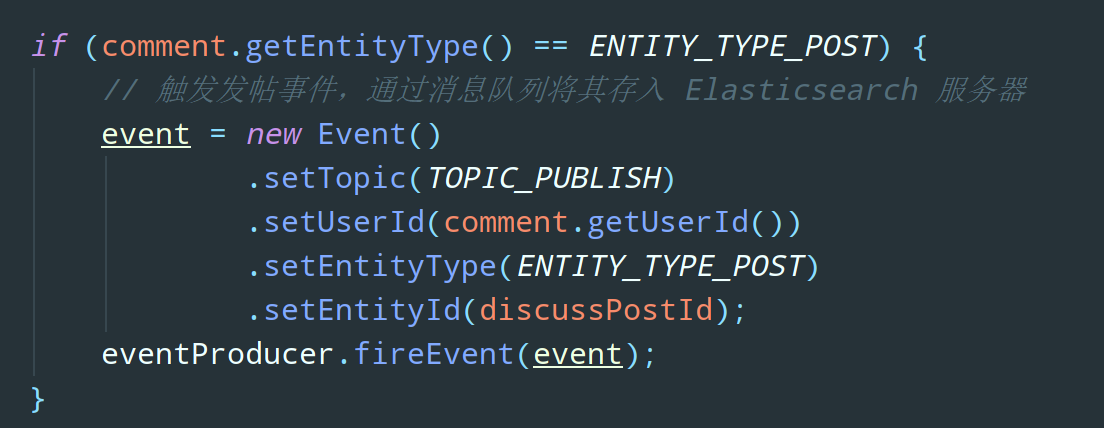 if (comment.getEntityType() == ENTITY_TYPE_POST) {
// 触发发帖事件，通过消息队列将其存入 Elasticsearch 服务器
event = new Event()
.setTopic(TOPIC_PUBLISH)
.setUserId(comment.getUserId())
.setEntityType(ENTITY_TYPE_POST)
.setEntityId(discussPostId);
eventProducer.fireEvent(event);
}